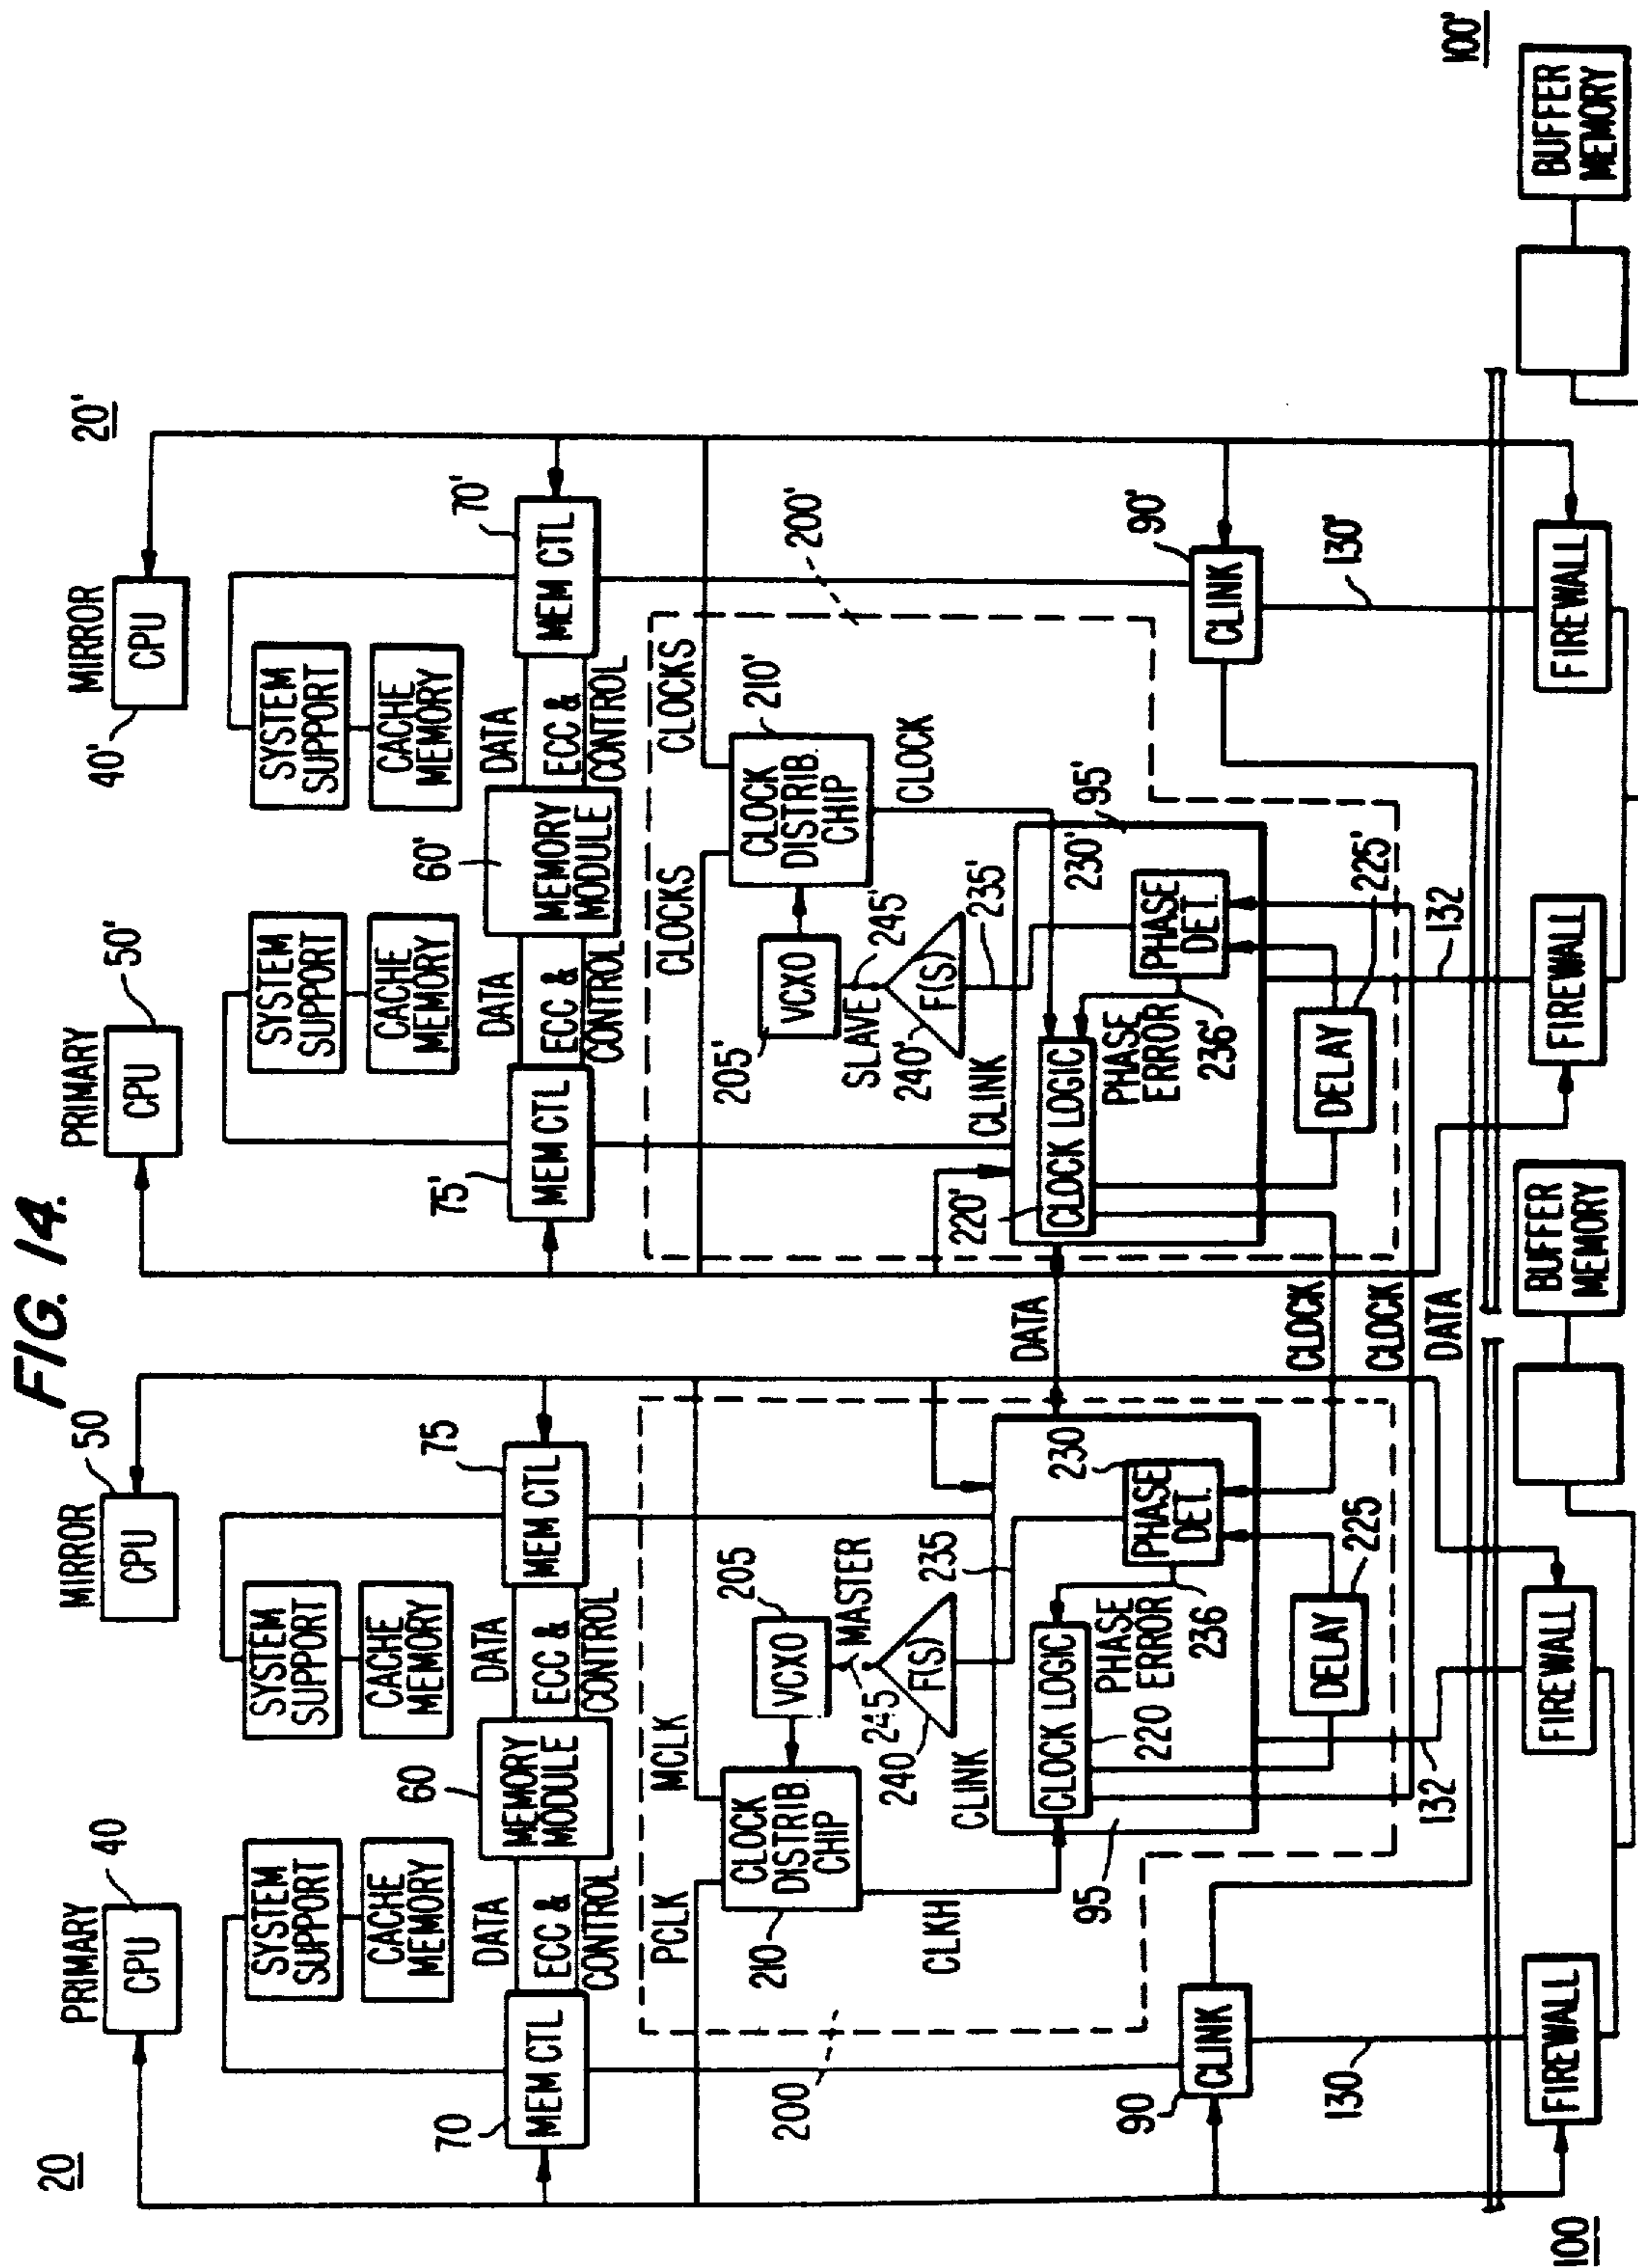 FIG. 14.
20
PRIMARY
CPU
40
MIRROR
CPU
50
SYSTEM
SUPPORT
CACHE
MEMORY
SYSTEM
SUPPORT
CACHE
MEMORY
70
MEM CTL
DATA
ECC &
CONTROL
60
MEMORY
MODULE
DATA
ECC &
CONTROL
75
MEM CTL
PCLK
MCLK
200
210
CLOCK
DISTRIB.
CHIP
205
VCXO
MASTER
245
240
F(S)
235
CLKH
CLINK
95
CLOCK LOGIC
220
PHASE
ERROR
236
230
PHASE
DET.
DELAY
225
90
CLINK
130
132
FIREWALL
FIREWALL
100
BUFFER
MEMORY
DATA
CLOCK
CLOCK
DATA
20'
PRIMARY
CPU
50'
MIRROR
CPU
40'
SYSTEM
SUPPORT
CACHE
MEMORY
SYSTEM
SUPPORT
CACHE
MEMORY
75'
MEM CTL
DATA
ECC &
CONTROL
60'
MEMORY
MODULE
DATA
ECC &
CONTROL
70'
MEM CTL
CLOCKS
CLOCKS
200'
210'
CLOCK
DISTRIB.
CHIP
205'
VCXO
SLAVE
245'
240'
F(S)
235'
CLOCK
CLINK
95'
220'
CLOCK LOGIC
PHASE
ERROR
236'
230'
PHASE
DET.
DELAY
225'
90'
CLINK
130'
132
FIREWALL
FIREWALL
100'
BUFFER
MEMORY